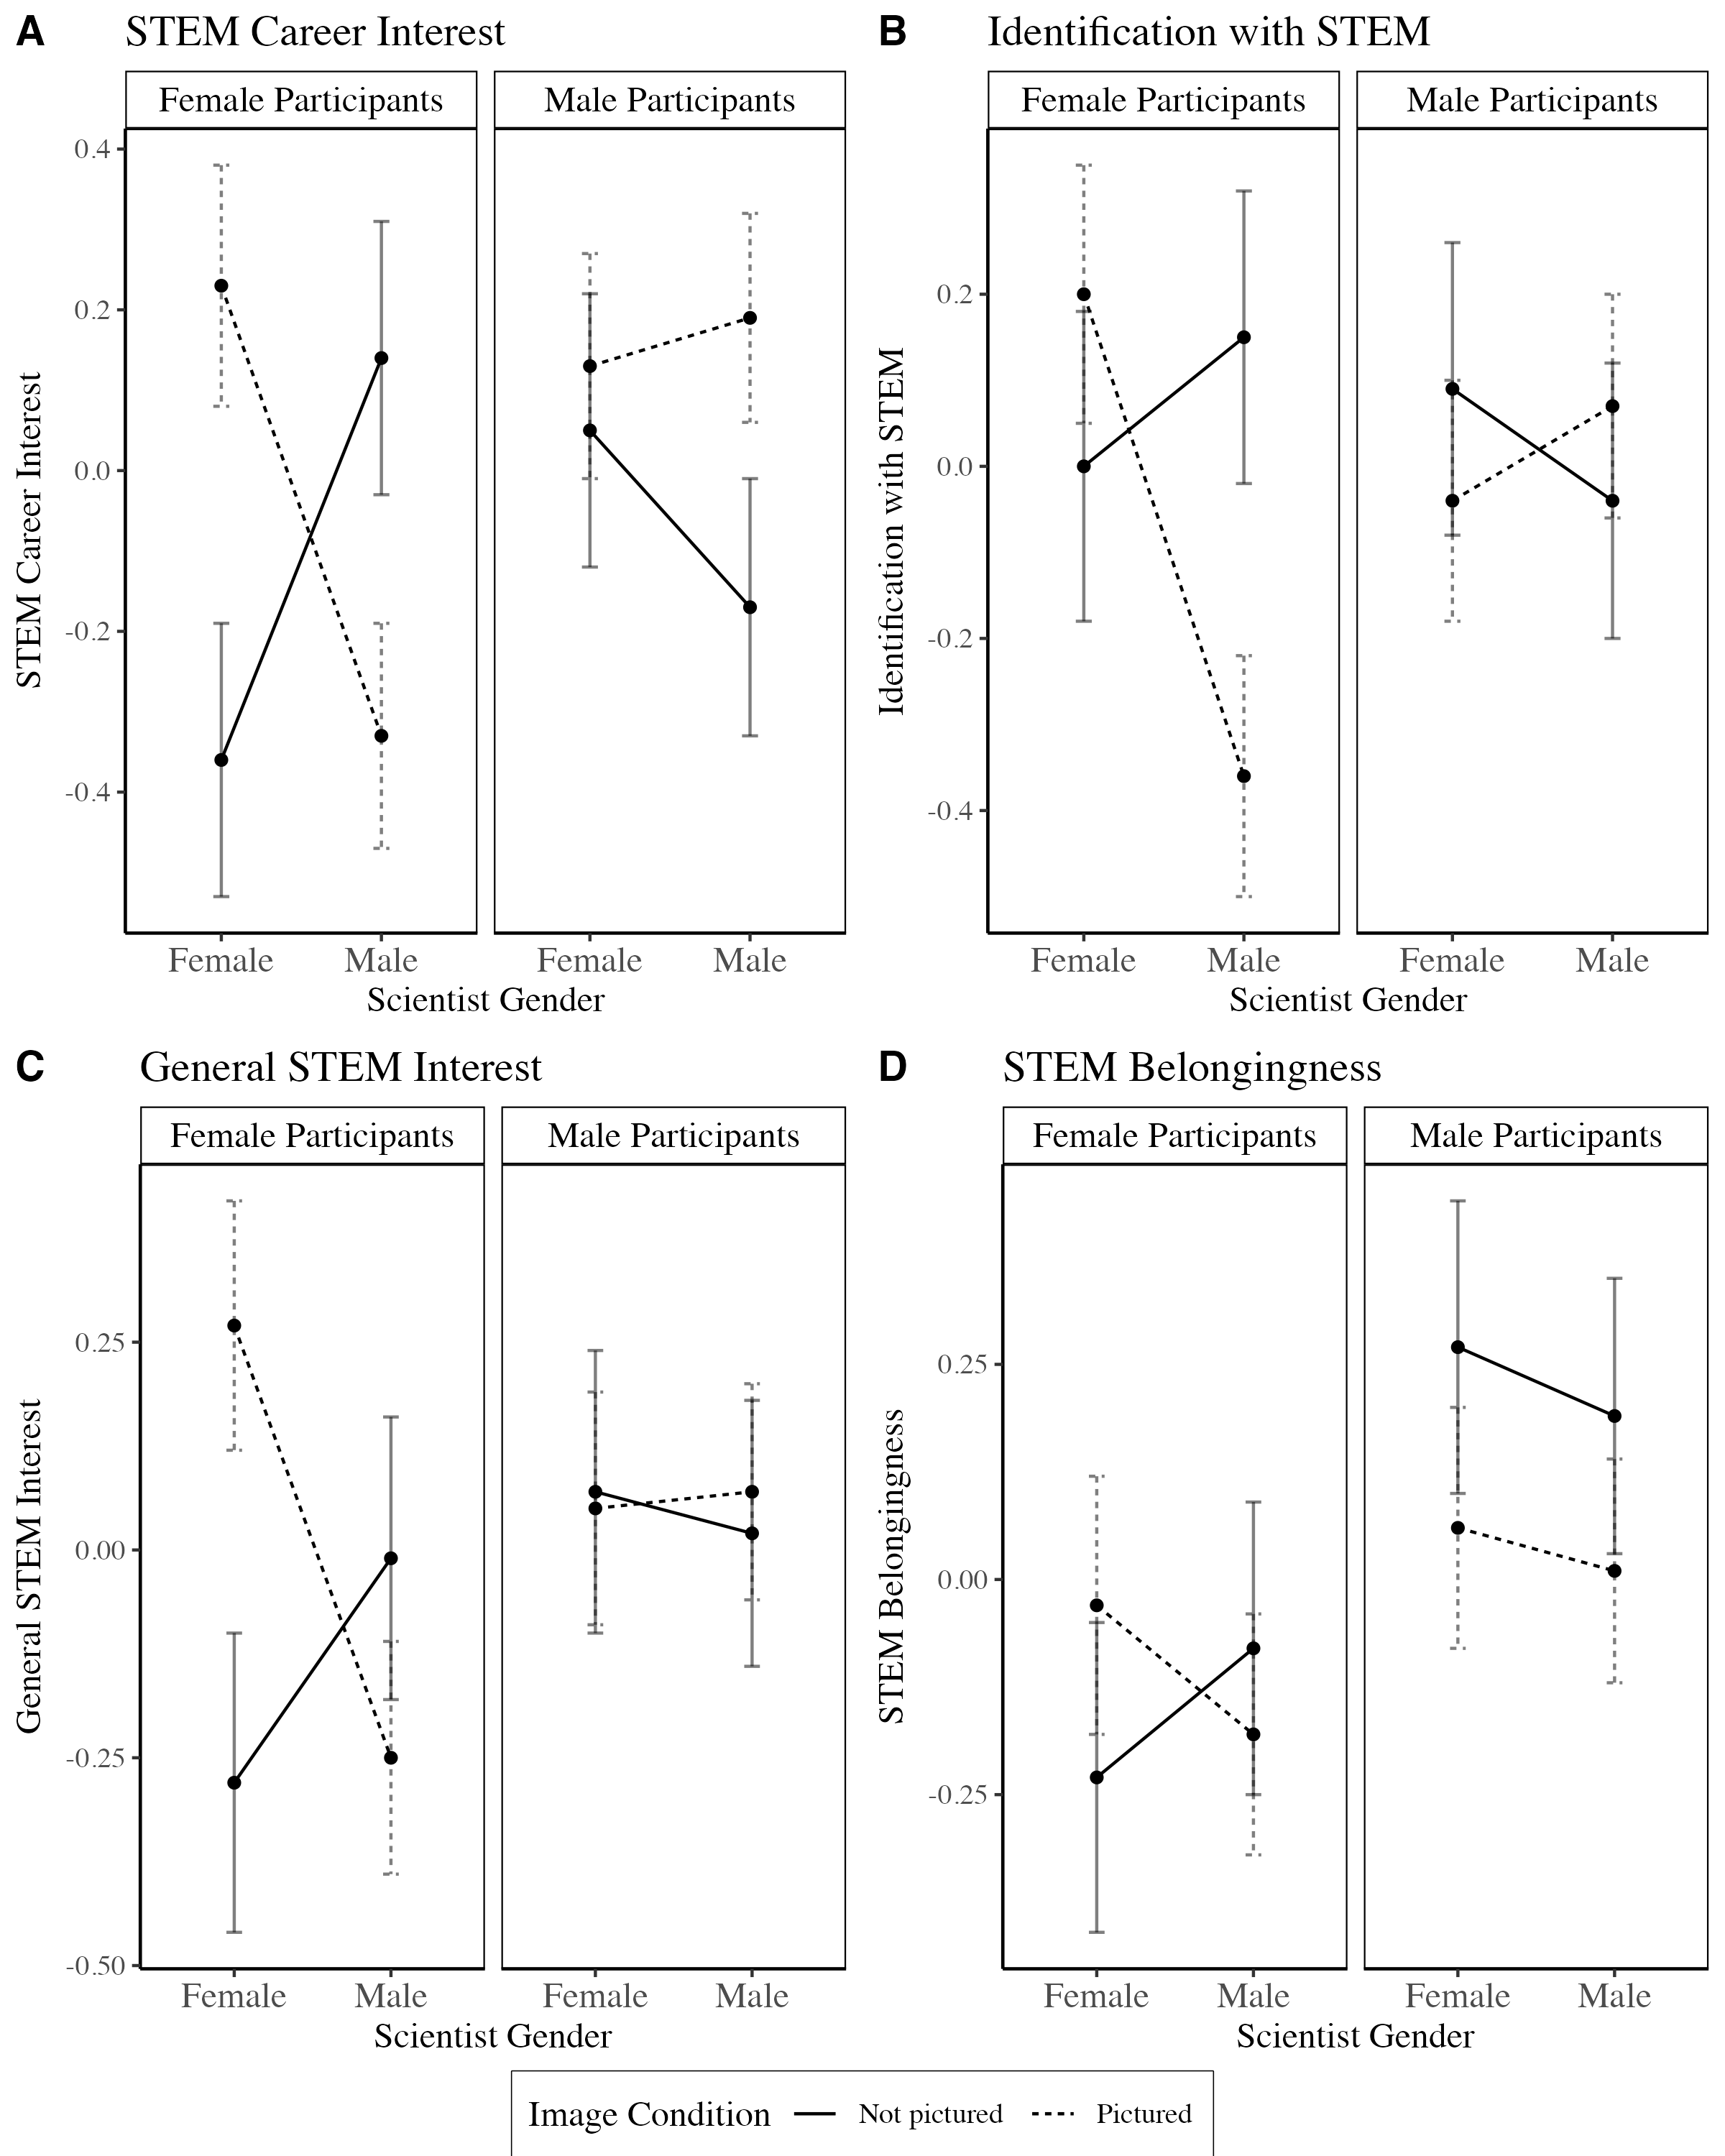 A STEM Career Interest
Female Participants Male Participants
STEM Career Interest
0.4
0.2
0.0
-0.2
-0.4
Female Male Female Male
Scientist Gender
B Identification with STEM
Female Participants Male Participants
Identification with STEM
0.2
0.0
-0.2
-0.4
Female Male Female Male
Scientist Gender
C General STEM Interest
Female Participants Male Participants
General STEM Interest
0.25
0.00
-0.25
-0.50
Female Male Female Male
Scientist Gender
D STEM Belongingness
Female Participants Male Participants
STEM Belongingness
0.25
0.00
-0.25
Female Male Female Male
Scientist Gender
Image Condition Not pictured Pictured